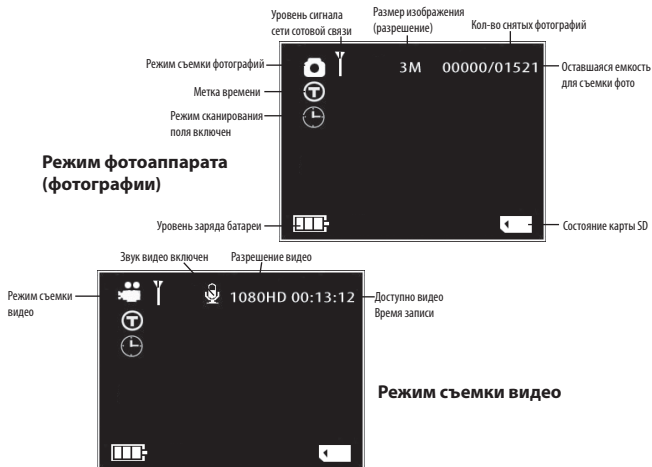 Уровень сигнала
сети сотовой связи
Размер изображения
(разрешение)
Кол-во снятых фотографий
Режим съемки фотографий
3M 00000/01521
Оставшаяся емкость
для съемки фото
Метка времени
T
Режим сканирования
поля включен
Режим фотоаппарата
(фотографии)
Уровень заряда батареи
Состояние карты SD
Звук видео включен
Разрешение видео
Режим съемки
видео
1080HD 00:13:12
Доступно видео
Время записи
T
Режим съемки видео